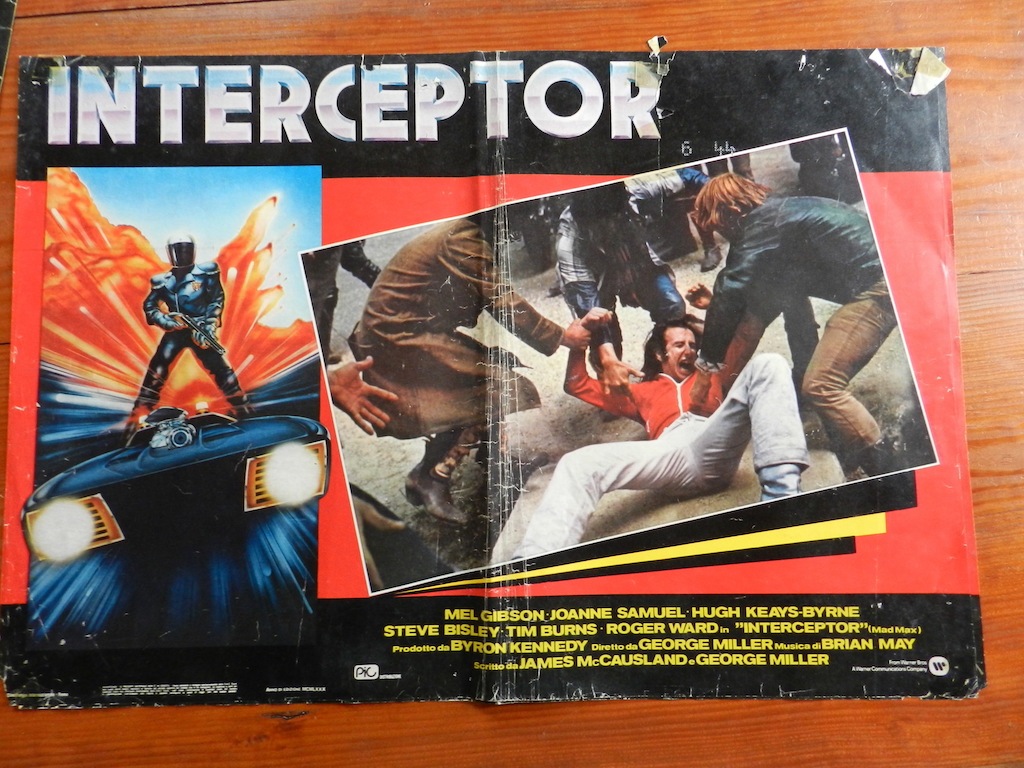 INTERCEPTOR
6 44
MEL GIBSON · JOANNE SAMUEL · HUGH KEAYS-BYRNE
STEVE BISLEY · TIM BURNS · ROGER WARD in "INTERCEPTOR" (Mad Max)
Prodotto da BYRON KENNEDY Diretto da GEORGE MILLER Musica di BRIAN MAY
Scritto da JAMES McCAUSLAND e GEORGE MILLER
PIC DISTRIBUZIONE
From Warner Bros
A Warner Communications Company